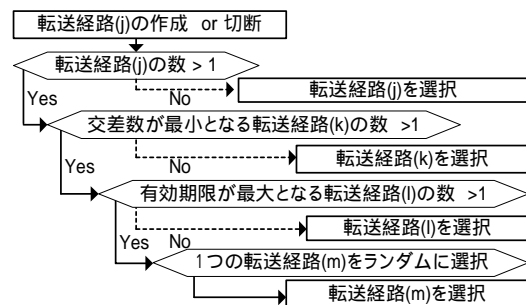 転送経路(j)の作成 or 切断
転送経路(j)の数 > 1
Yes
No
転送経路(j)を選択
交差数が最小となる転送経路(k)の数 >1
Yes
No
転送経路(k)を選択
有効期限が最大となる転送経路(l)の数 >1
Yes
No
転送経路(l)を選択
1つの転送経路(m)をランダムに選択
転送経路(m)を選択